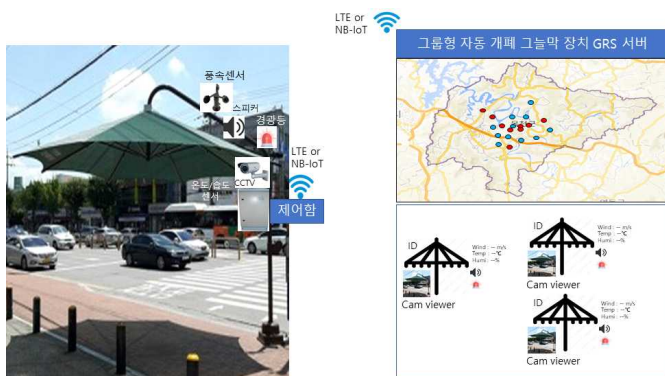 LTE or
NB-IoT
그룹형 자동 개폐 그늘막 장치 GRS 서버
풍속센서
스피커
경광등
LTE or
NB-IoT
CCTV
온도/습도
센서
제어함
ID
Wind : -- m/s
Temp : --℃
Humi : --%
Cam viewer
ID
Wind : -- m/s
Temp : --℃
Humi : --%
Cam viewer
ID
Wind : -- m/s
Temp : --℃
Humi : --%
Cam viewer